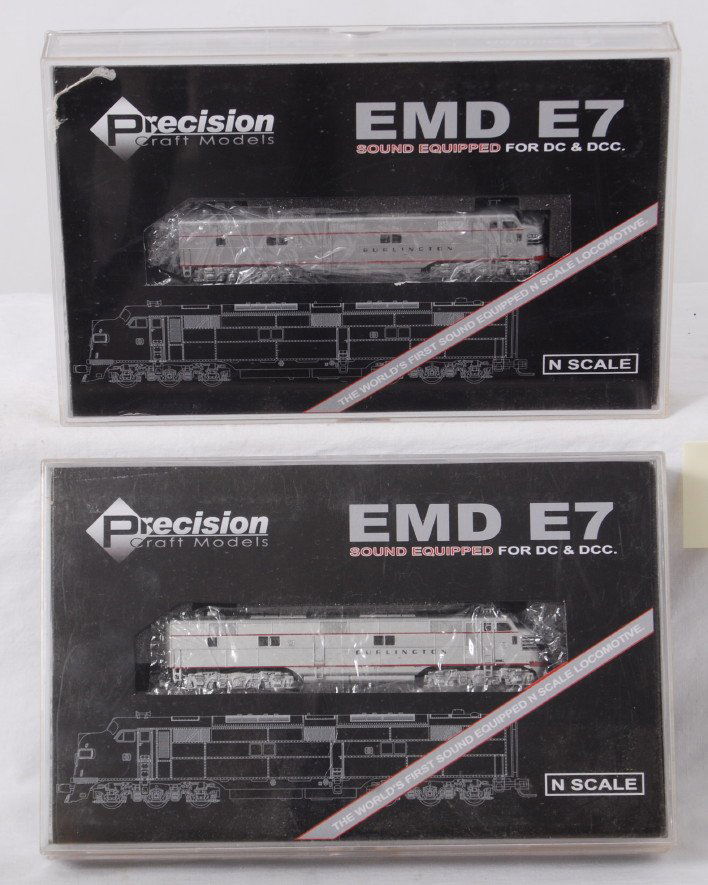 Precision
Craft Models
EMD E7
SOUND EQUIPPED FOR DC & DCC.
BURLINGTON
THE WORLD'S FIRST SOUND EQUIPPED N SCALE LOCOMOTIVE.
N SCALE
Precision
Craft Models
EMD E7
SOUND EQUIPPED FOR DC & DCC.
BURLINGTON
THE WORLD'S FIRST SOUND EQUIPPED N SCALE LOCOMOTIVE.
N SCALE